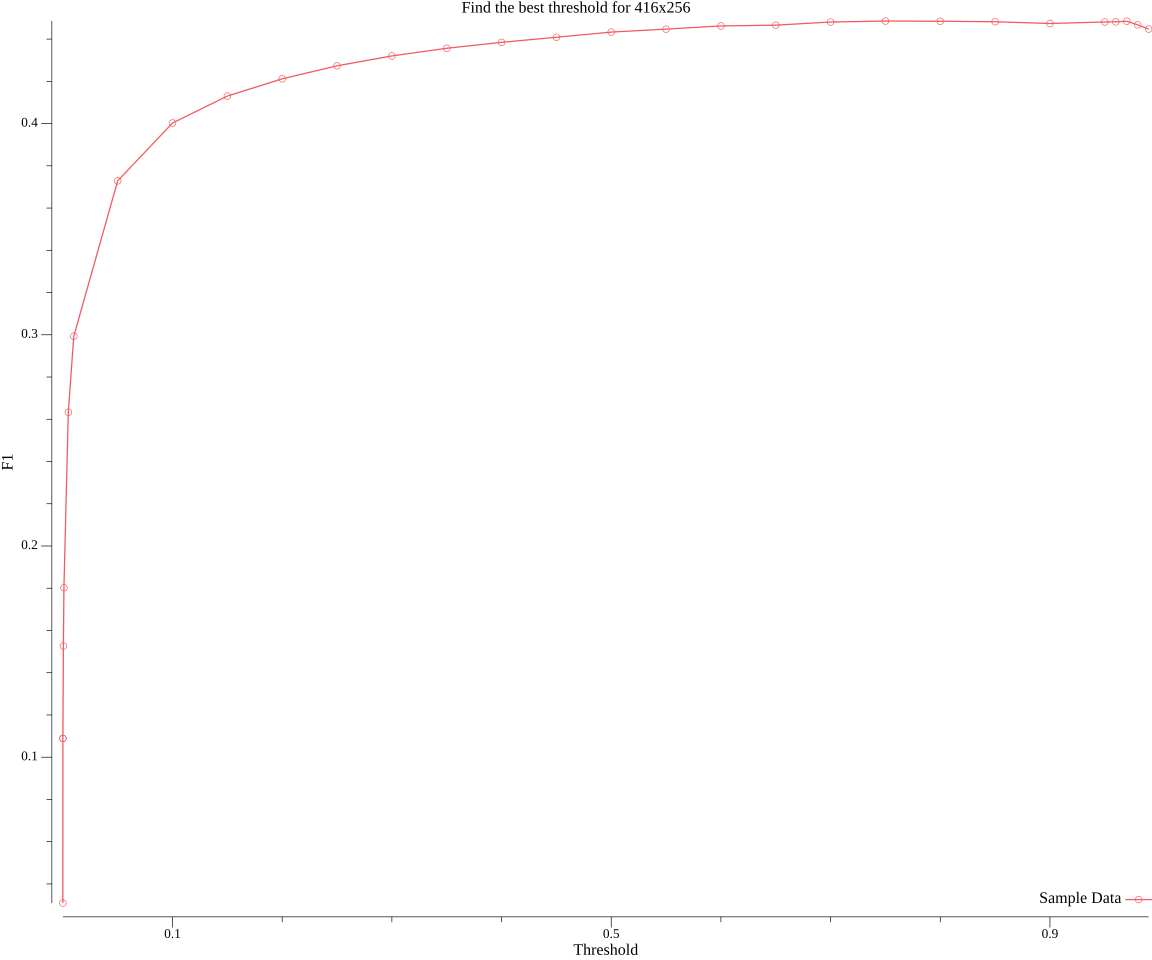 Find the best threshold for 416x256
0.4
0.3
F1
0.2
0.1
Sample Data
0.1 0.5 0.9
Threshold